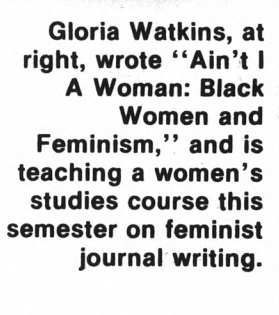 Gloria Watkins, at
right, wrote ‘‘Ain’t I
A Woman: Black
Women and
Feminism,’’ and is
teaching a women’s
studies course this
semester on feminist
journal writing.